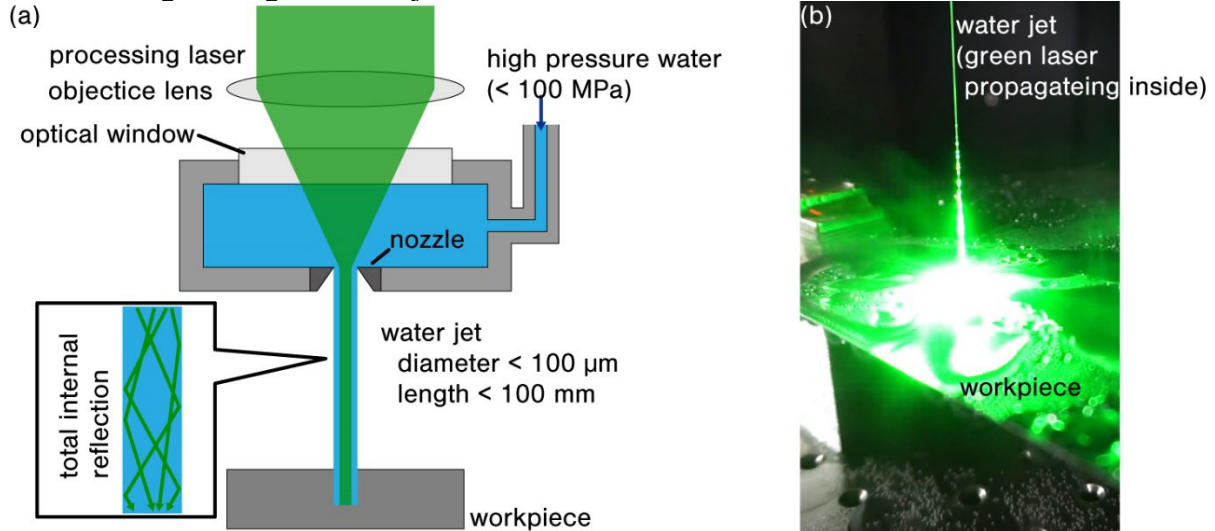 (a)
processing laser
objectice lens
optical window
high pressure water
(< 100 MPa)
nozzle
water jet
diameter < 100 μm
length < 100 mm
total internal
reflection
workpiece
(b)
water jet
(green laser
propagateing inside)
workpiece